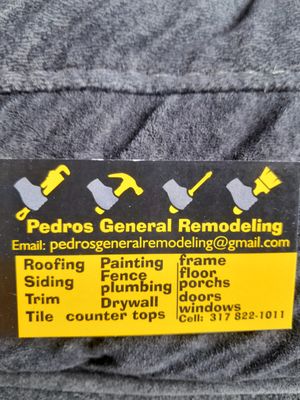 Pedros General Remodeling
Email: pedrosgeneralremodeling@gmail.com
Roofing
Siding
Trim
Tile counter tops
Painting
Fence
plumbing
Drywall
frame
floor
porchs
doors
windows
Cell: 317 822-1011